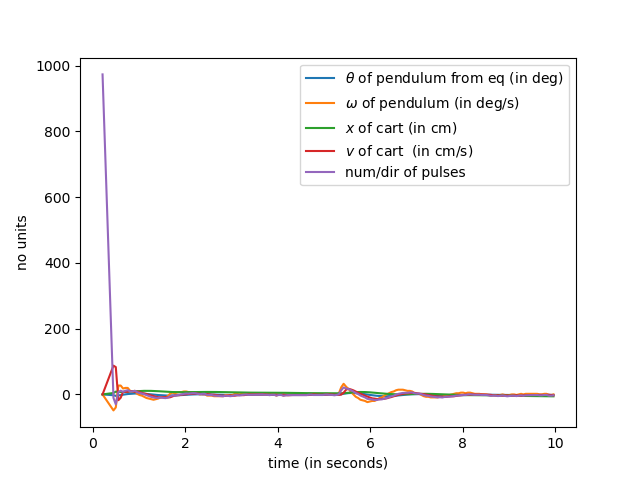 1000
800
600
400
200
0
no units
0
2
4
6
8
10
time (in seconds)
θ of pendulum from eq (in deg)
ω of pendulum (in deg/s)
x of cart (in cm)
v of cart  (in cm/s)
num/dir of pulses